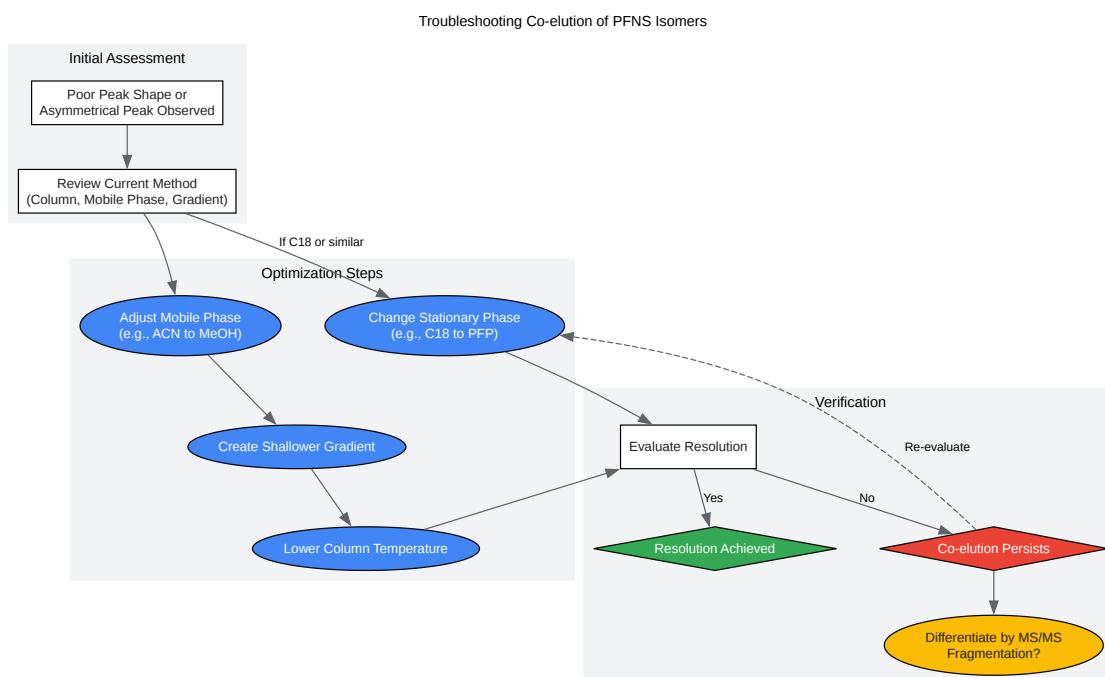 Troubleshooting Co-elution of PFNS Isomers
Initial Assessment
Poor Peak Shape or
Asymmetrical Peak Observed
Review Current Method
(Column, Mobile Phase, Gradient)
If C18 or similar
Optimization Steps
Adjust Mobile Phase
(e.g., ACN to MeOH)
Change Stationary Phase
(e.g., C18 to PFP)
Create Shallower Gradient
Lower Column Temperature
Verification
Evaluate Resolution
Re-evaluate
Yes
No
Resolution Achieved
Co-elution Persists
Differentiate by MS/MS
Fragmentation?